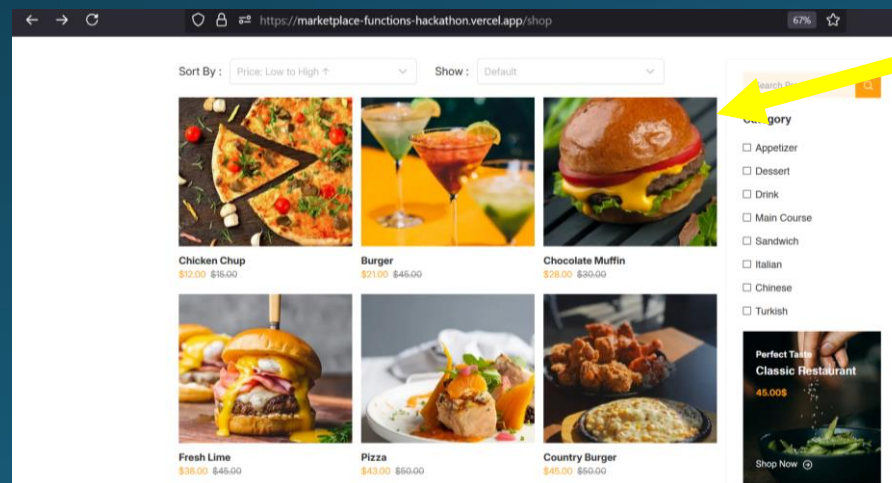 https://marketplace-functions-hackathon.vercel.app/shop
67%
Sort By :
Price: Low to High ↑
Show :
Default
Search
Category
Chicken Chup
$12.00 $15.00
Burger
$21.00 $45.00
Chocolate Muffin
$28.00 $30.00
Fresh Lime
$38.00 $45.00
Pizza
$43.00 $50.00
Country Burger
$45.00 $50.00
Appetizer
Dessert
Drink
Main Course
Sandwich
Italian
Chinese
Turkish
Perfect Taste
Classic Restaurant
45.00$
Shop Now